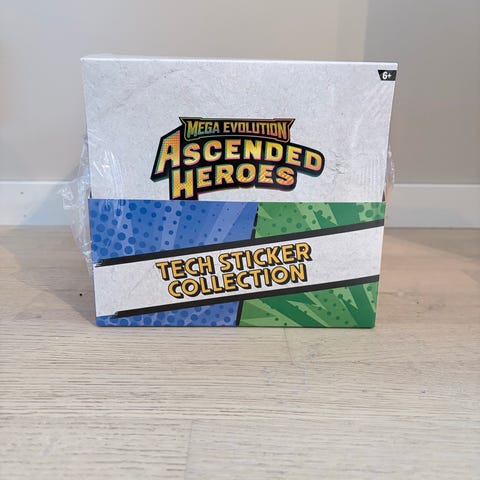 6+
MEGA EVOLUTION
ASCENDED
HEROES
TECH STICKER
COLLECTION